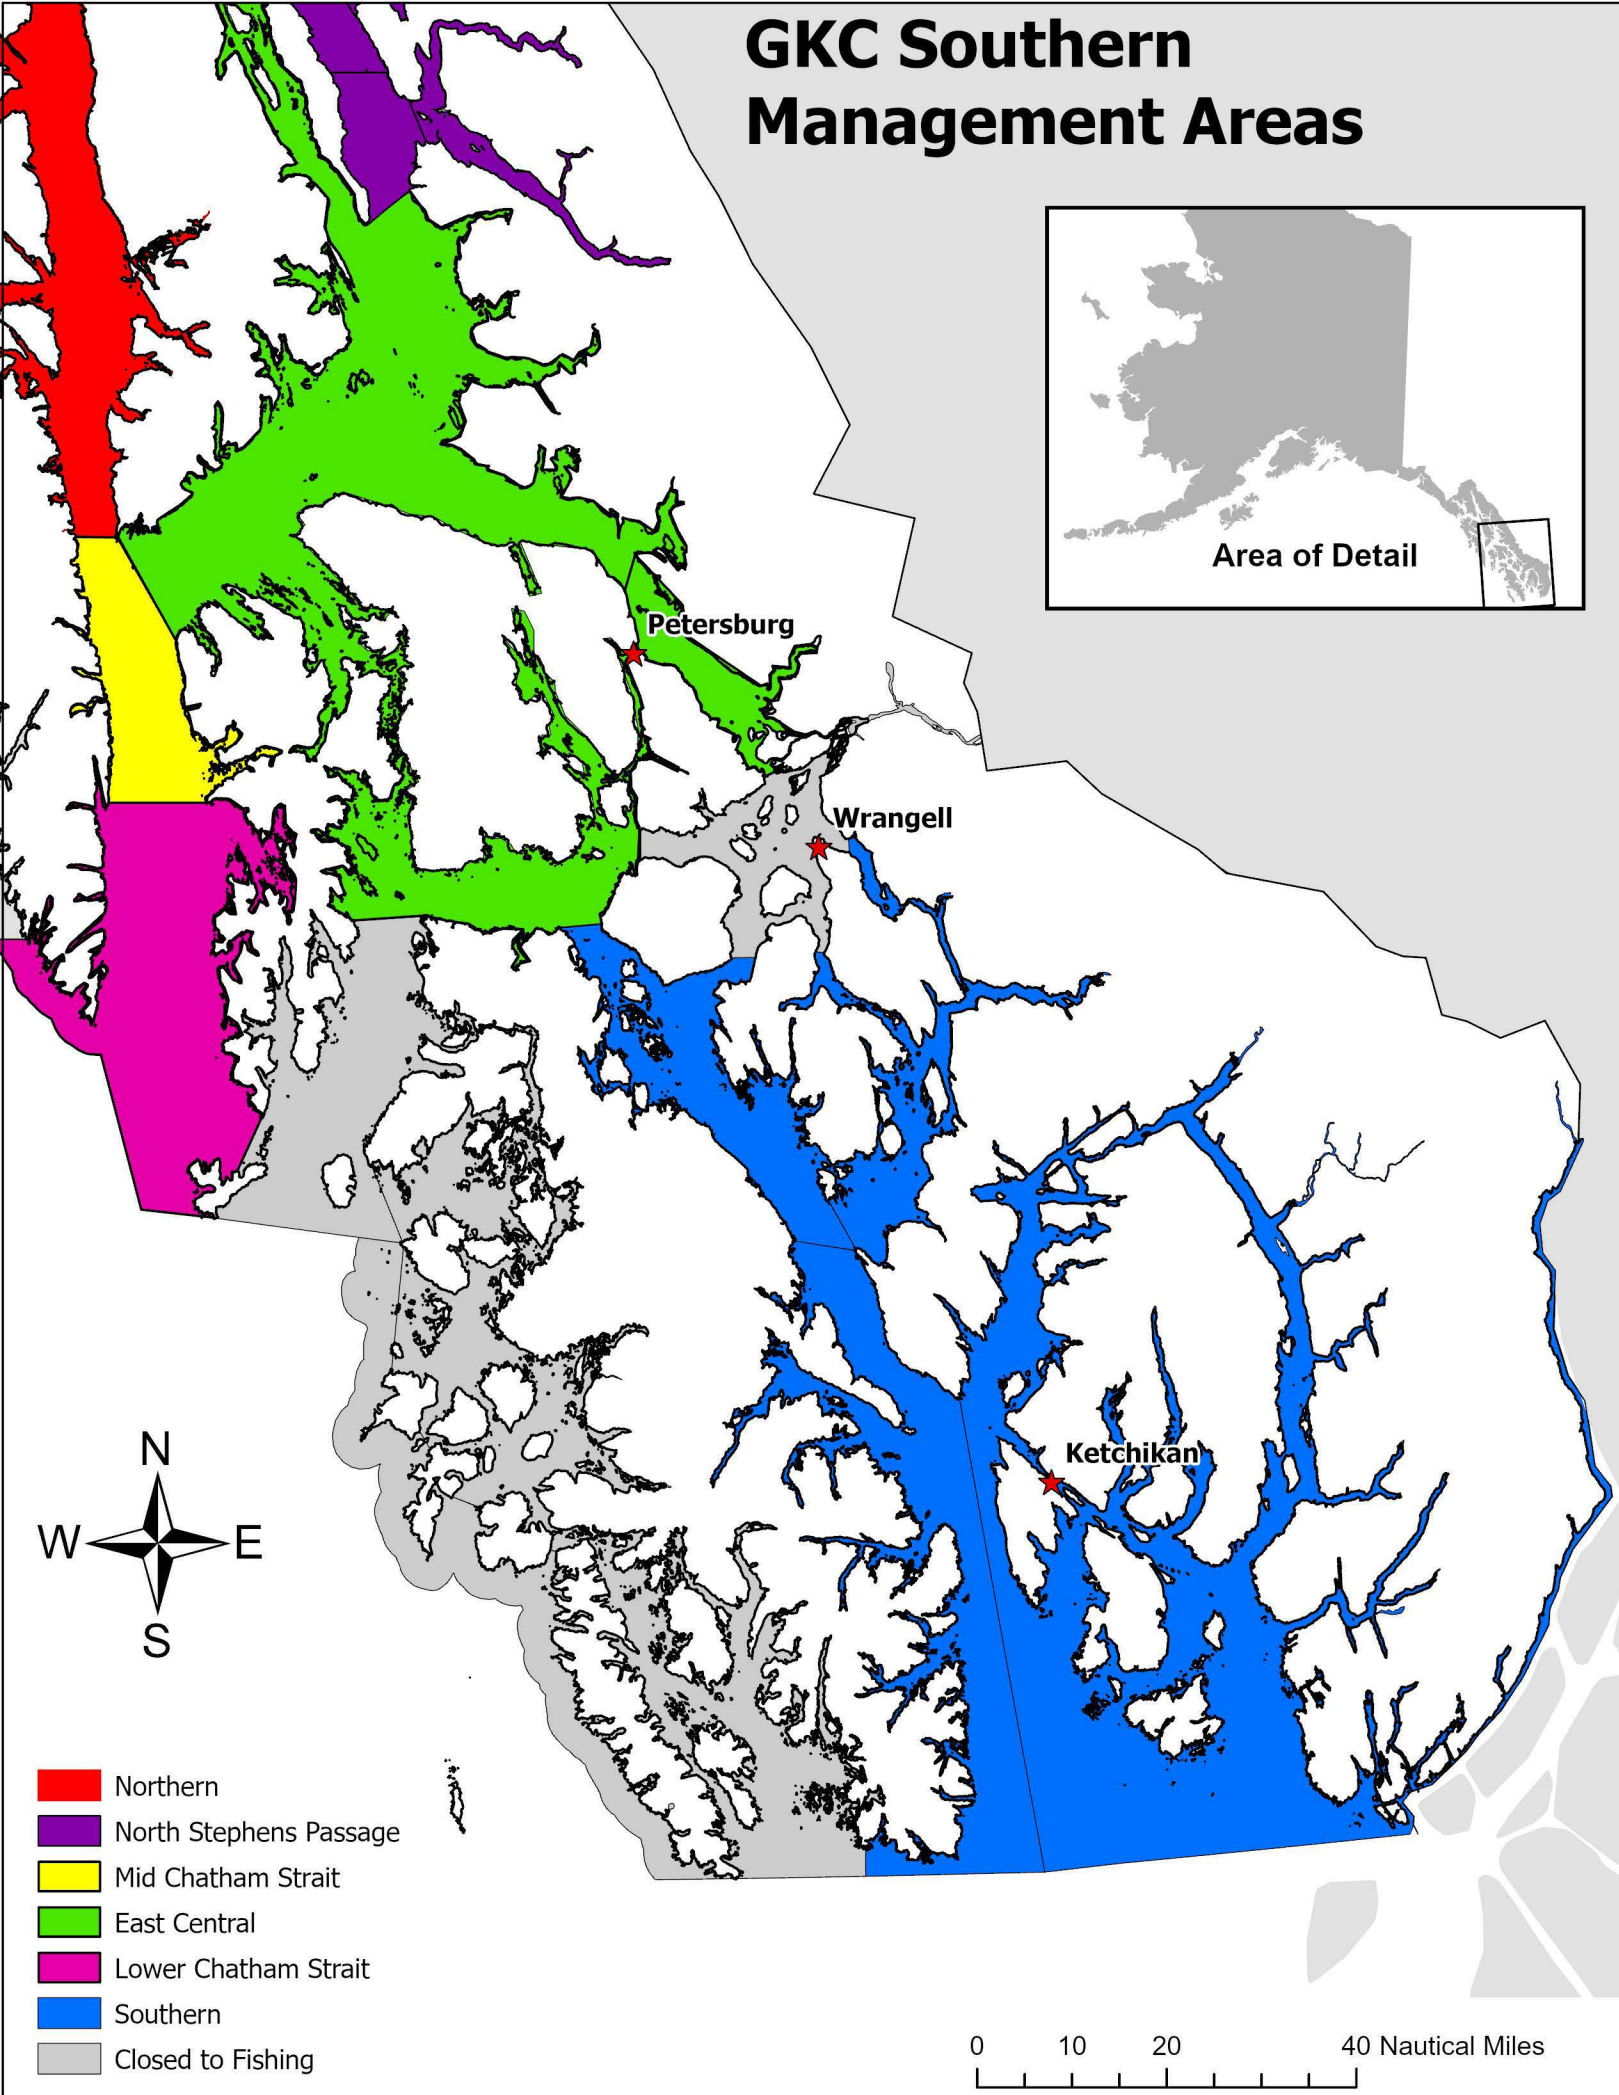 GKC Southern
Management Areas
Area of Detail
Petersburg
Wrangell
Ketchikan
N
W
E
S
Northern
North Stephens Passage
Mid Chatham Strait
East Central
Lower Chatham Strait
Southern
Closed to Fishing
0 10 20 40 Nautical Miles